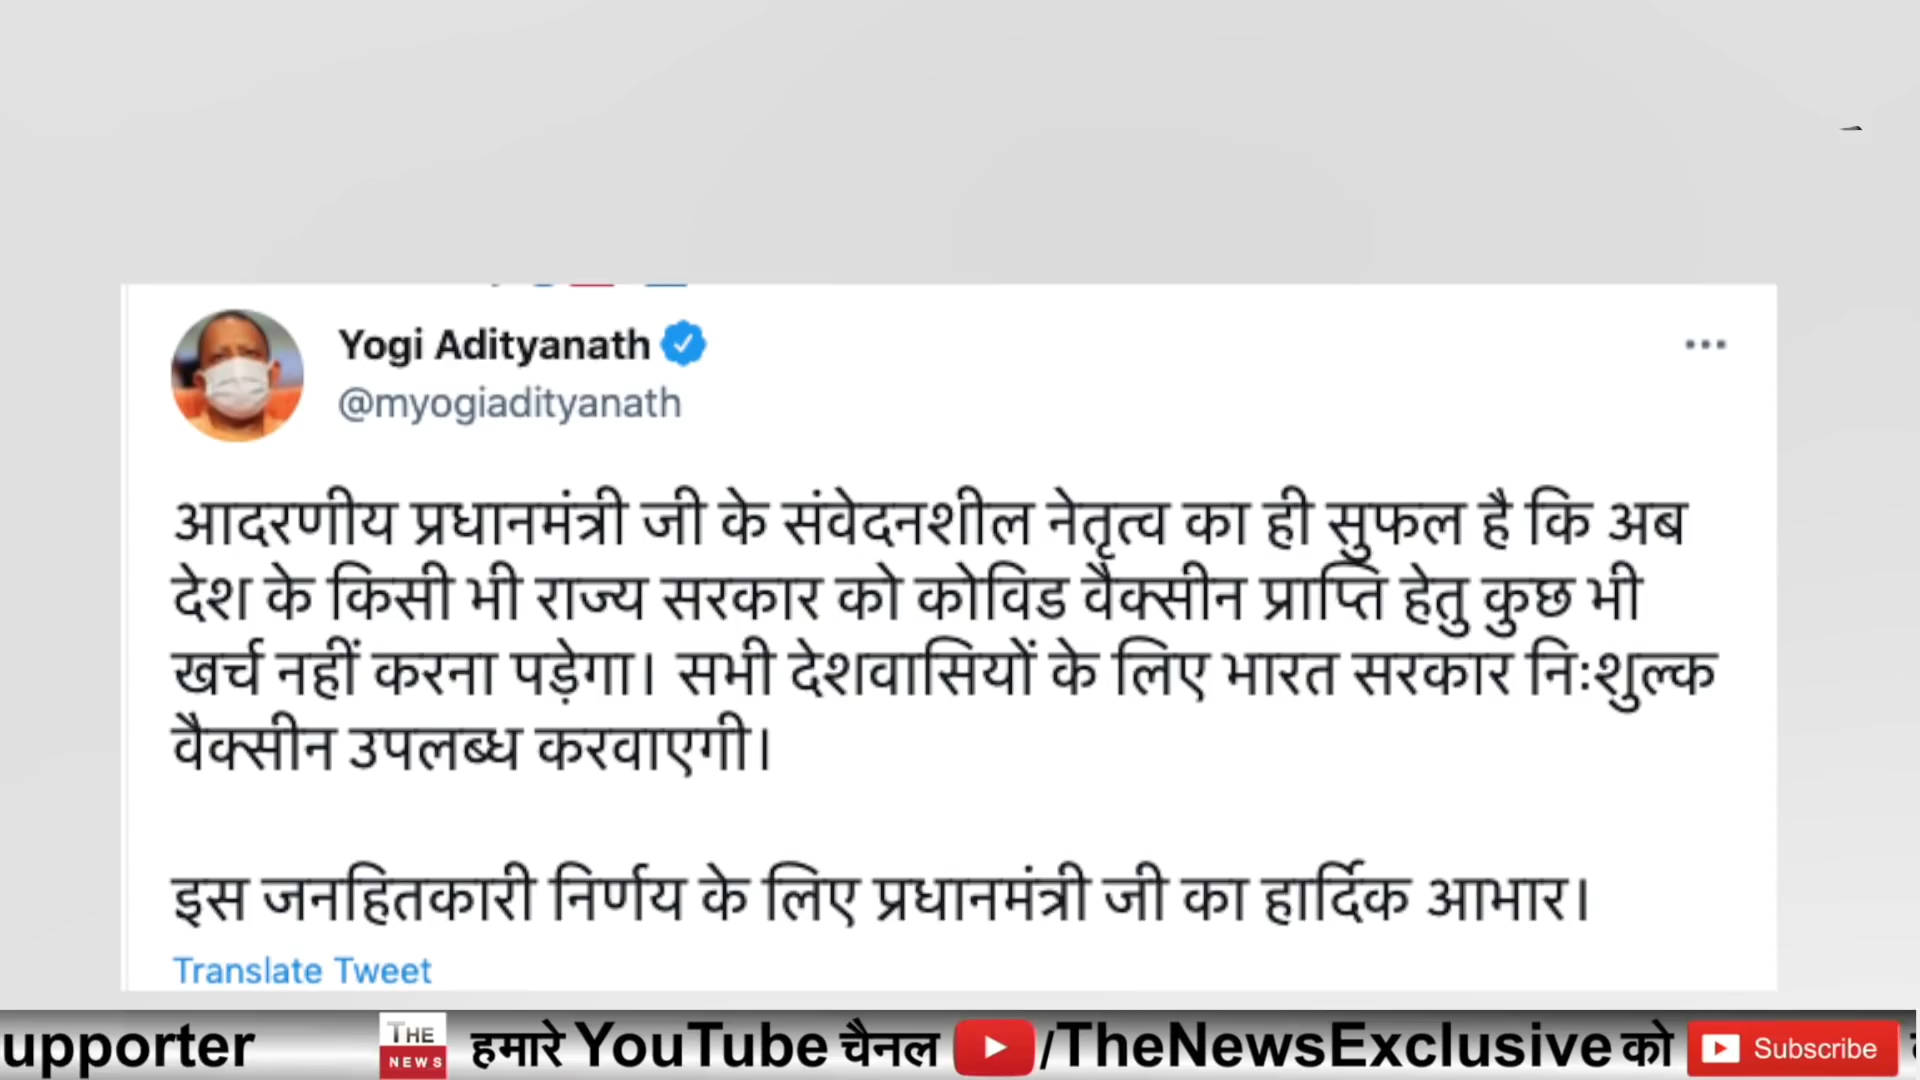 Yogi Adityanath
@myogiadityanath
आदरणीय प्रधानमंत्री जी के संवेदनशील नेतृत्व का ही सुफल है कि अब
देश के किसी भी राज्य सरकार को कोविड वैक्सीन प्राप्ति हेतु कुछ भी
खर्च नहीं करना पड़ेगा। सभी देशवासियों के लिए भारत सरकार निःशुल्क
वैक्सीन उपलब्ध करवाएगी।
इस जनहितकारी निर्णय के लिए प्रधानमंत्री जी का हार्दिक आभार।
Translate Tweet
upporter THE NEWS हमारे YouTube चैनल /TheNewsExclusive को Subscribe